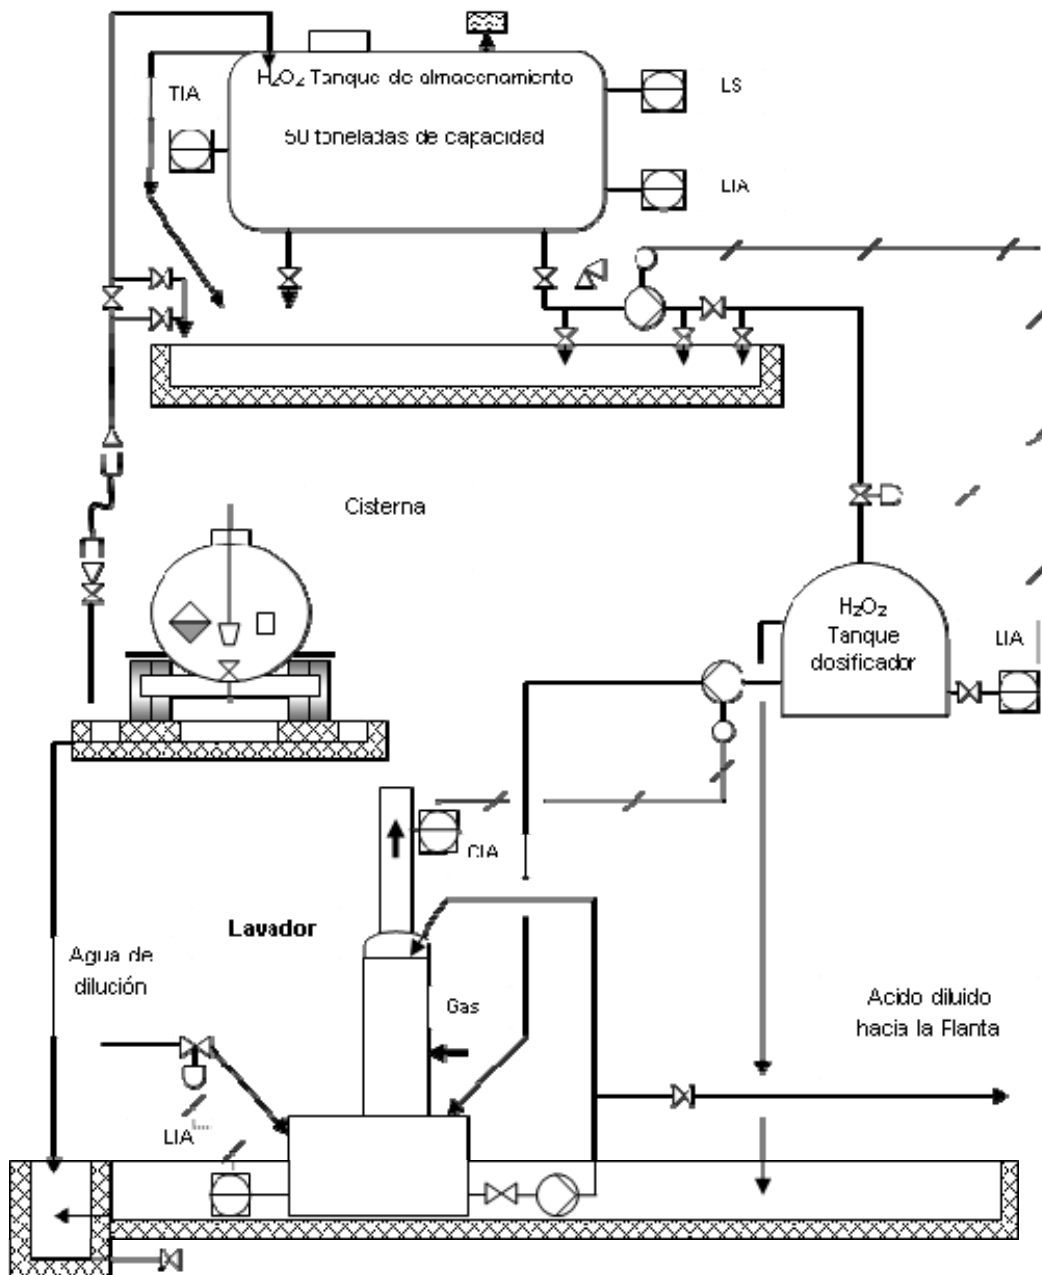 H₂O₂ Tanque de almacenamiento
50 toneladas de capacidad
TIA
LS
LIA
Cisterna
H₂O₂
Tanque
dosificador
LIA
CIA
Lavador
Agua de
dilución
Gas
Acido diluido
hacia la Planta
LIA